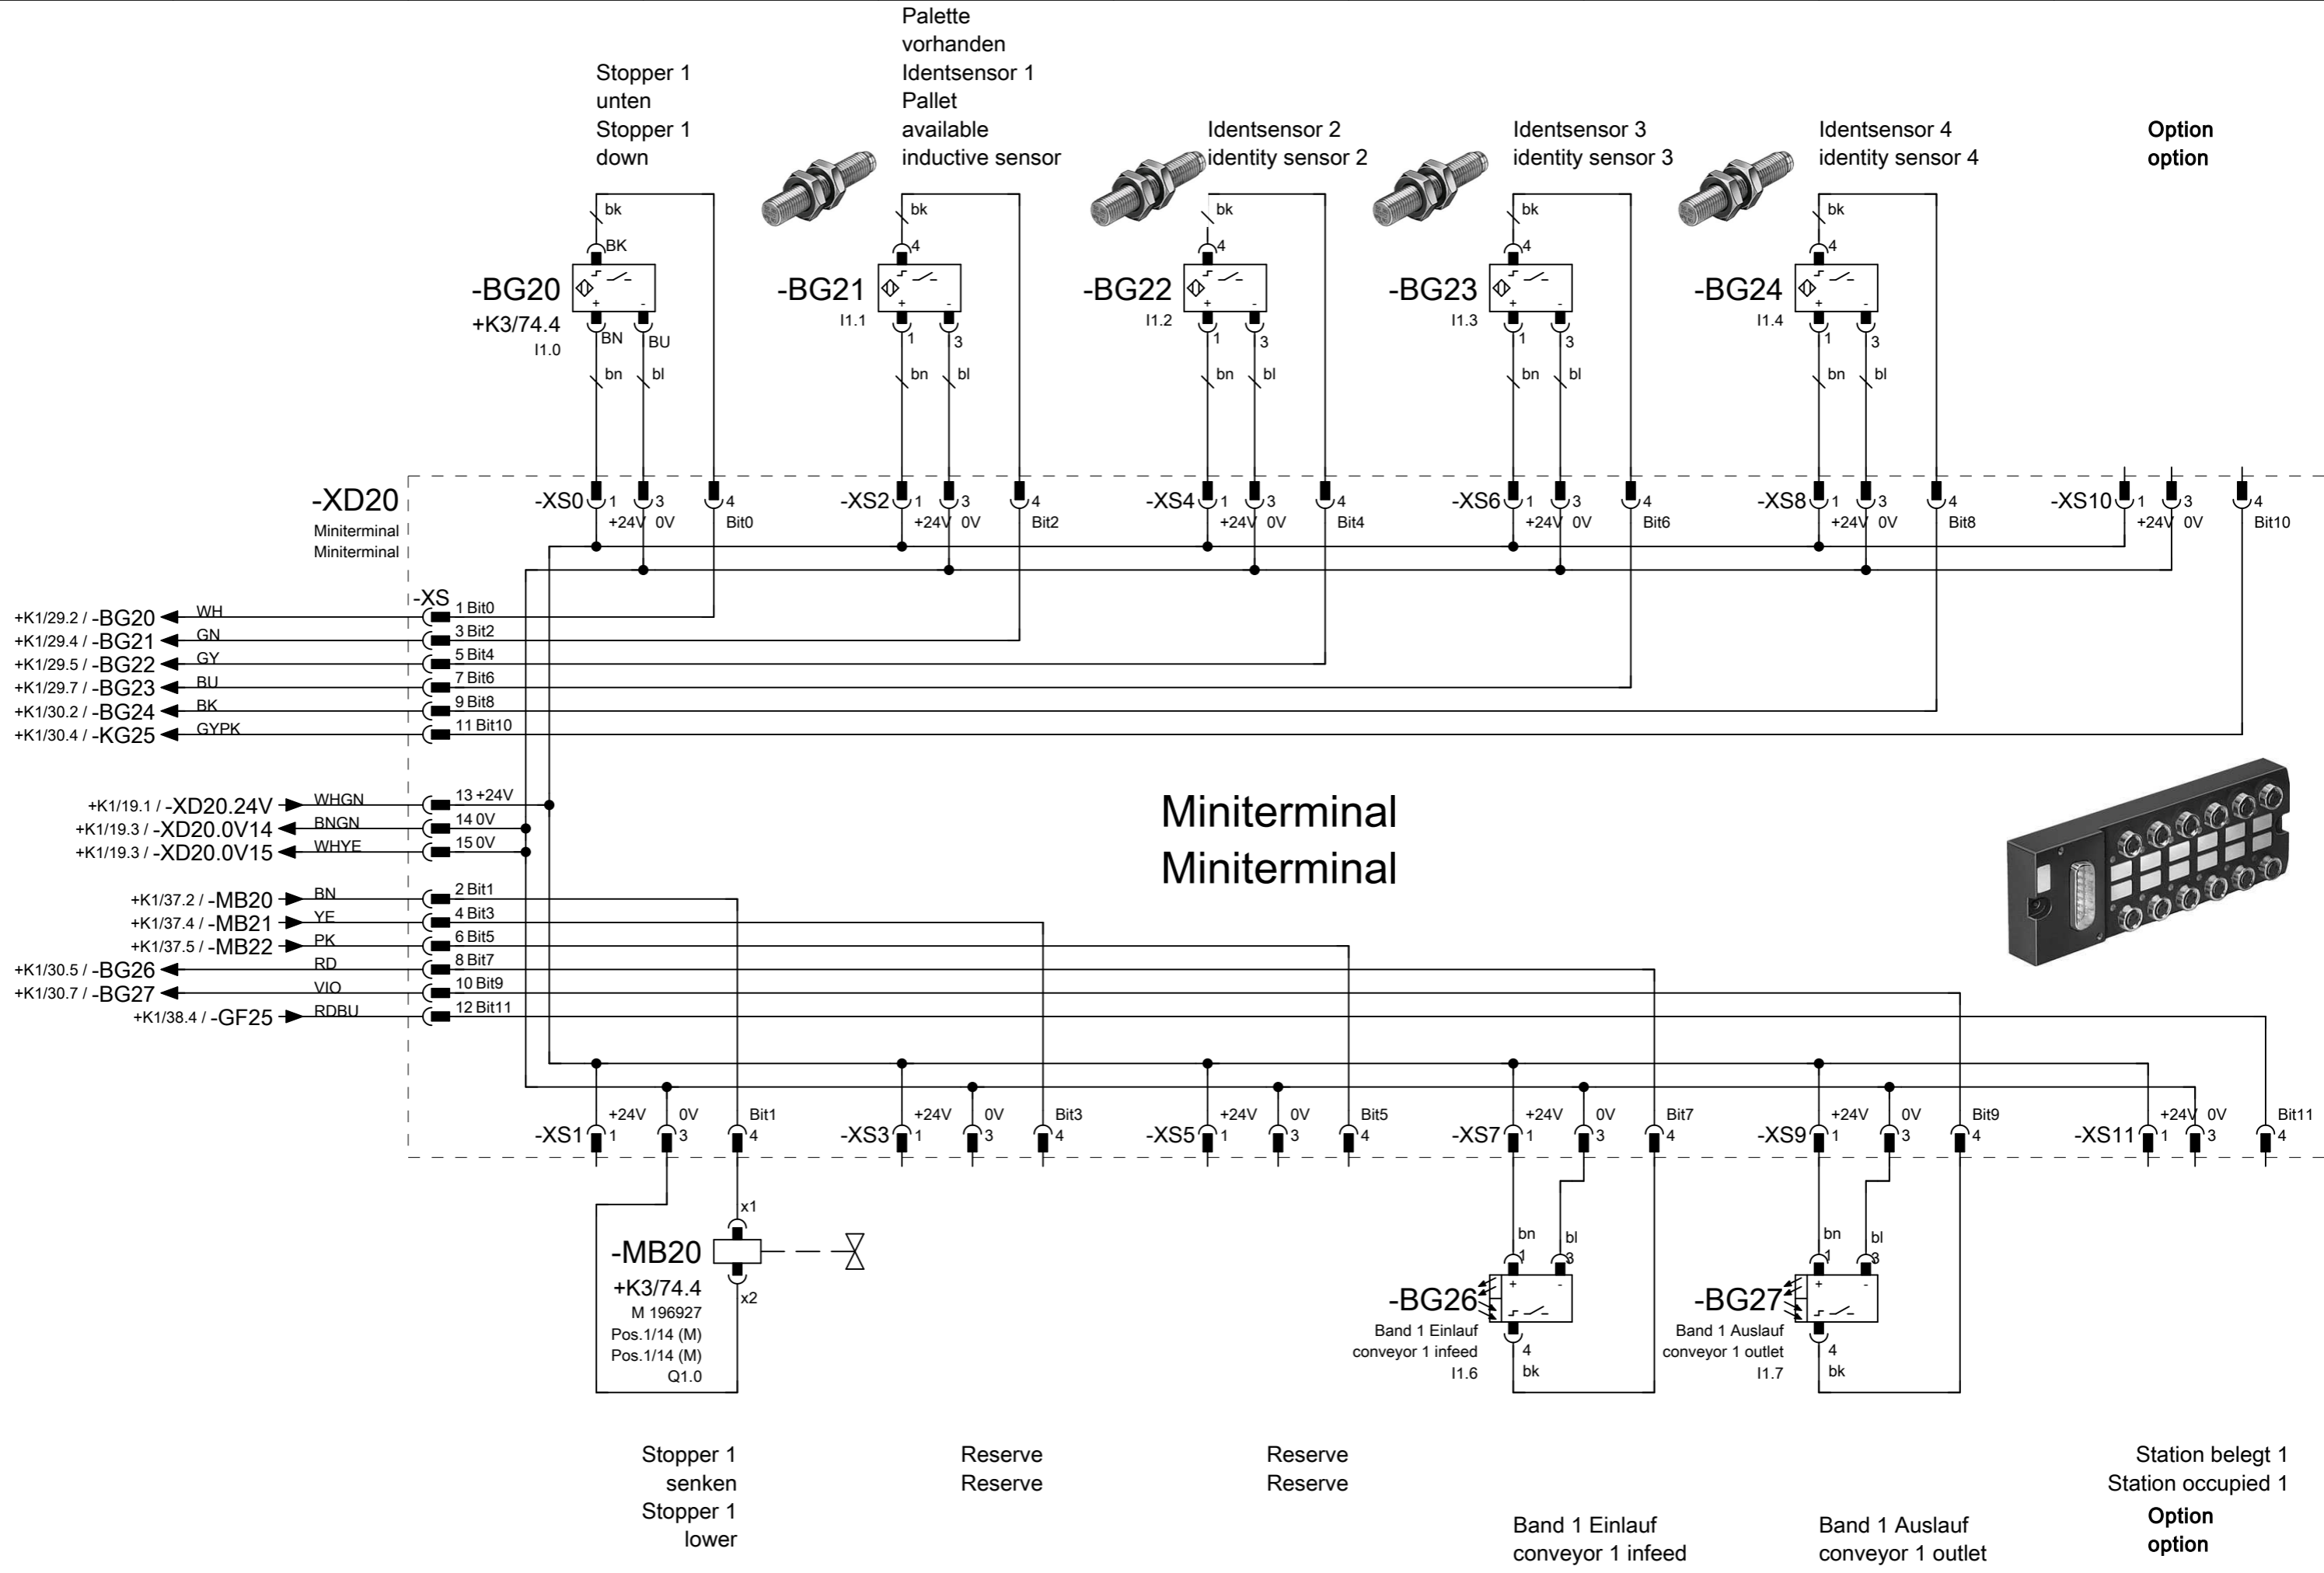 Palette
vorhanden
Stopper 1
Identsensor 1
unten
Pallet
Stopper 1
available
Identsensor 2
Identsensor 3
Identsensor 4
Option
down
inductive sensor
identity sensor 2
identity sensor 3
identity sensor 4
option
bk bk bk bk bk
BK 4 4 4 4
-BG20 -BG21 -BG22 -BG23 -BG24
+ - + - + - + - + -
+K3/74.4 I1.1 I1.2 I1.3 I1.4
I1.0
BN BU 1 3 1 3 1 3 1 3
bn bl bn bl bn bl bn bl bn bl
-XD20
Miniterminal
Miniterminal
-XS0 1 3 4 -XS2 1 3 4 -XS4 1 3 4 -XS6 1 3 4 -XS8 1 3 4 -XS10 1 3 4
+24V 0V Bit0 +24V 0V Bit2 +24V 0V Bit4 +24V 0V Bit6 +24V 0V Bit8 +24V 0V Bit10
-XS
+K1/29.2 / -BG20 WH 1 Bit0
+K1/29.4 / -BG21 GN 3 Bit2
+K1/29.5 / -BG22 GY 5 Bit4
+K1/29.7 / -BG23 BU 7 Bit6
+K1/30.2 / -BG24 BK 9 Bit8
+K1/30.4 / -KG25 GYPK 11 Bit10
+K1/19.1 / -XD20.24V WHGN 13 +24V
+K1/19.3 / -XD20.0V14 BNGN 14 0V
+K1/19.3 / -XD20.0V15 WHYE 15 0V
Miniterminal
Miniterminal
+K1/37.2 / -MB20 BN 2 Bit1
+K1/37.4 / -MB21 YE 4 Bit3
+K1/37.5 / -MB22 PK 6 Bit5
+K1/30.5 / -BG26 RD 8 Bit7
+K1/30.7 / -BG27 VIO 10 Bit9
+K1/38.4 / -GF25 RDBU 12 Bit11
+24V 0V Bit1 +24V 0V Bit3 +24V 0V Bit5 +24V 0V Bit7 +24V 0V Bit9 +24V 0V Bit11
-XS1 1 3 4 -XS3 1 3 4 -XS5 1 3 4 -XS7 1 3 4 -XS9 1 3 4 -XS11 1 3 4
x1
-MB20
+K3/74.4
x2
M 196927
Pos.1/14 (M)
Pos.1/14 (M)
Q1.0
bn bl
1 3
+ -
-BG26
Band 1 Einlauf
conveyor 1 infeed
I1.6
4
bk
bn bl
1 3
+ -
-BG27
Band 1 Auslauf
conveyor 1 outlet
I1.7
4
bk
Stopper 1
senken
Stopper 1
lower
Reserve
Reserve
Reserve
Reserve
Band 1 Einlauf
conveyor 1 infeed
Band 1 Auslauf
conveyor 1 outlet
Station belegt 1
Station occupied 1
Option
option